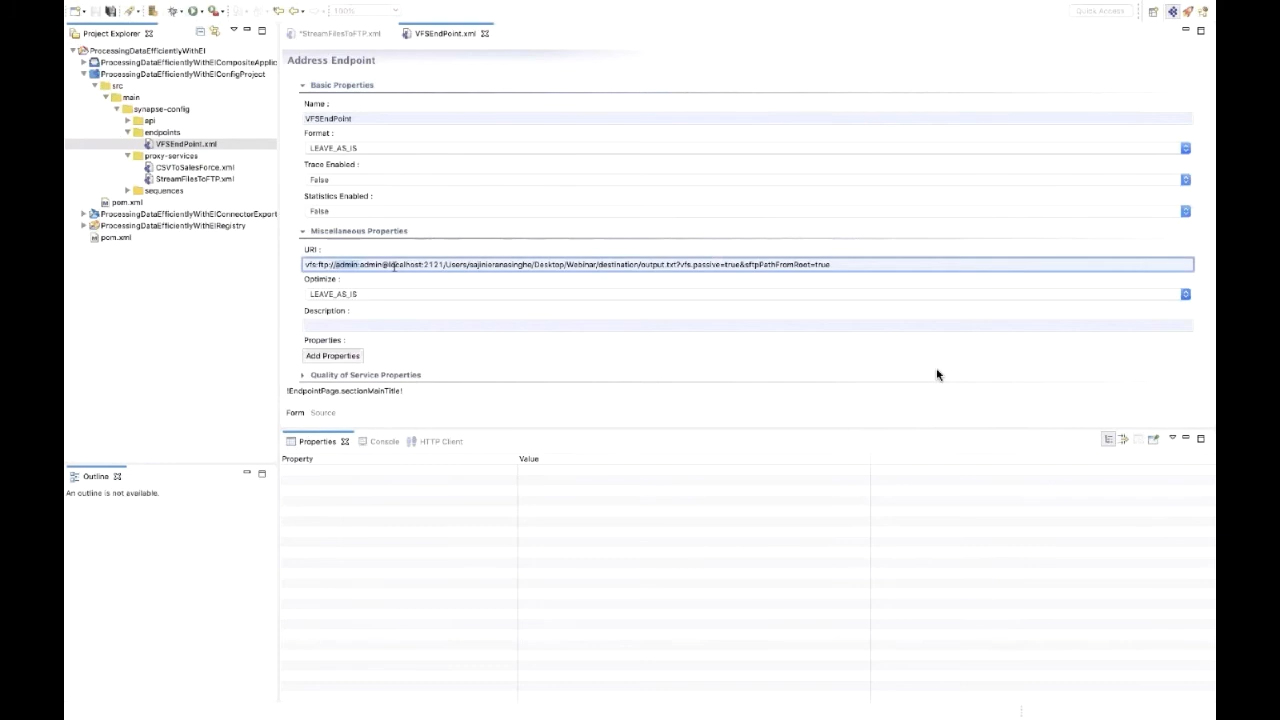 100%
Quick Access
Project Explorer
ProcessingDataEfficientlyWithEI
ProcessingDataEfficientlyWithEICompositeApplic
ProcessingDataEfficientlyWithEIConfigProject
src
main
synapse-config
api
endpoints
VFSEndPoint.xml
proxy-services
CSVToSalesForce.xml
StreamFilesToFTP.xml
sequences
pom.xml
ProcessingDataEfficientlyWithEIConnectorExport
ProcessingDataEfficientlyWithEIRegistry
pom.xml
Outline
An outline is not available.
*StreamFilesToFTP.xml
VFSEndPoint.xml
Address Endpoint
Basic Properties
Name :
VFSEndPoint
Format :
LEAVE_AS_IS
Trace Enabled :
False
Statistics Enabled :
False
Miscellaneous Properties
URI :
vfs:ftp://admin:admin@localhost:2121/Users/sajinieranasinghe/Desktop/Webinar/destination/output.txt?vfs.passive=true&sftpPathFromRoot=true
Optimize :
LEAVE_AS_IS
Description :
Properties :
Add Properties
Quality of Service Properties
!EndpointPage.sectionMainTitle!
Form Source
Properties Console HTTP Client
Property Value